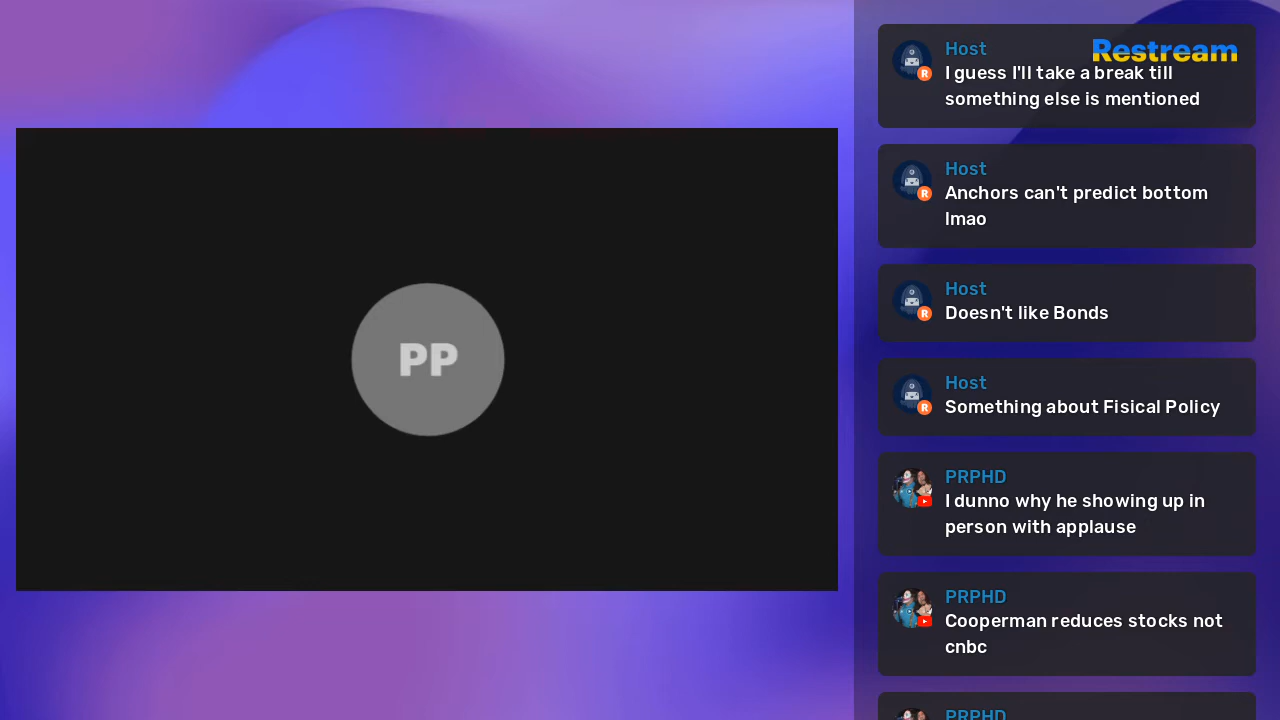 PP
Restream
Host
I guess I'll take a break till
something else is mentioned
Host
Anchors can't predict bottom
lmao
Host
Doesn't like Bonds
Host
Something about Fisical Policy
PRPHD
I dunno why he showing up in
person with applause
PRPHD
Cooperman reduces stocks not
cnbc
PRPHD